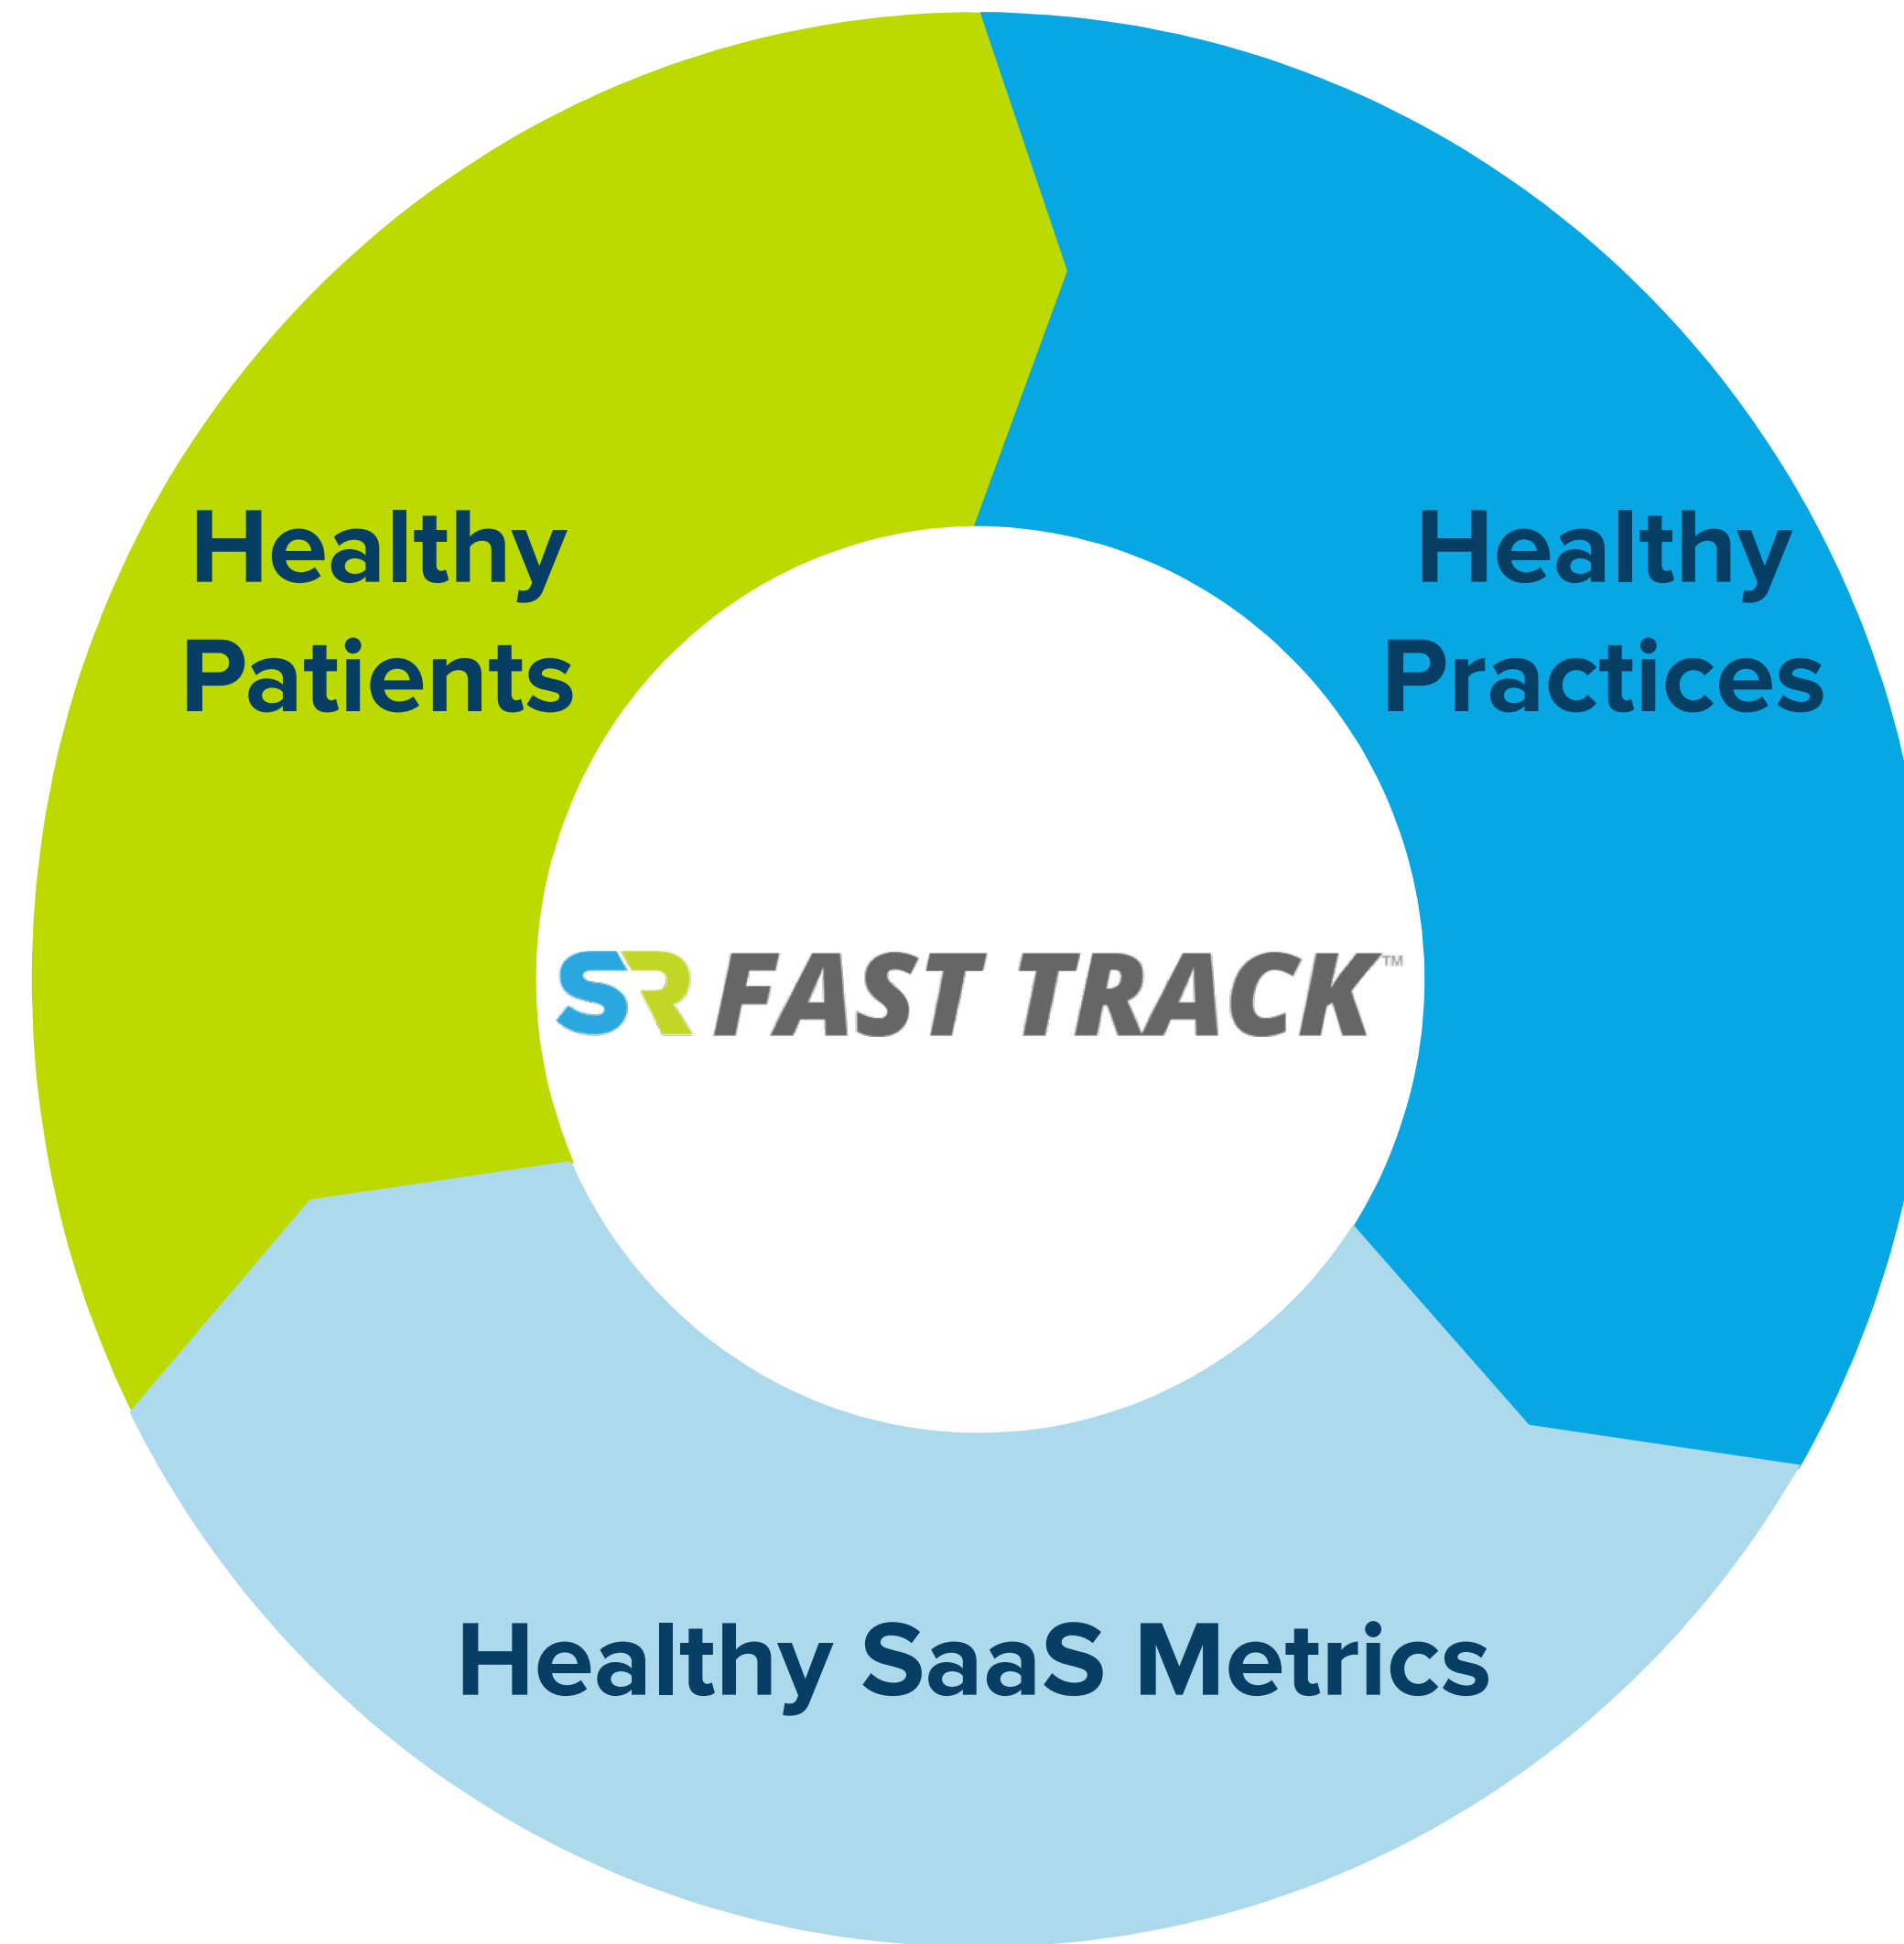 Healthy
Patients
Healthy
Practices
SR FAST TRACK™
Healthy SaaS Metrics